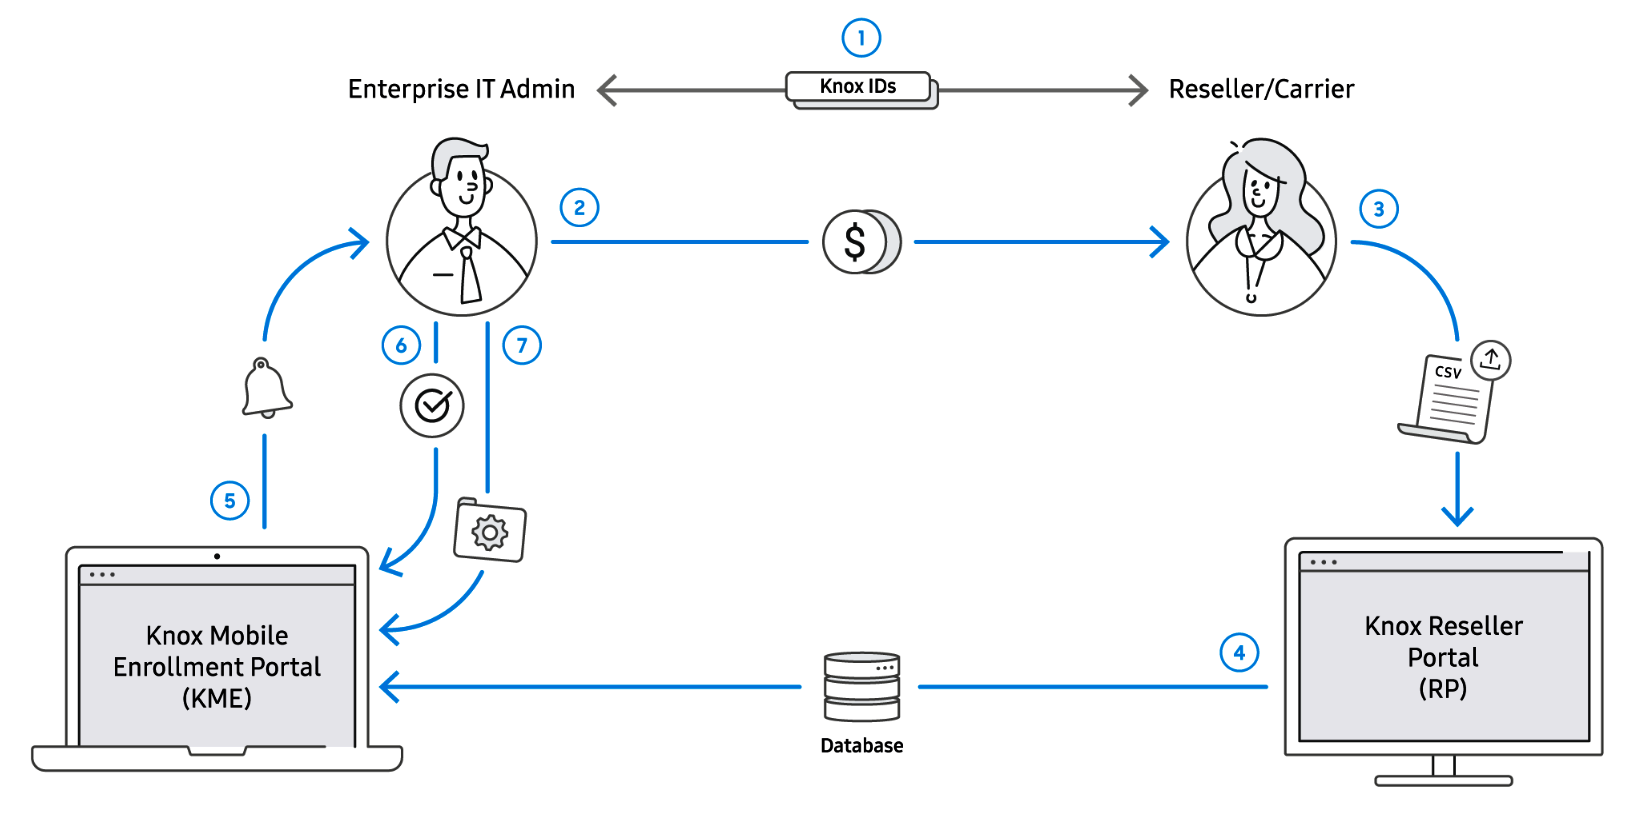 1
Enterprise IT Admin
Knox IDs
Reseller/Carrier
2
$
3
6
7
CSV
5
Knox Mobile
Enrollment Portal
(KME)
4
Database
Knox Reseller
Portal
(RP)